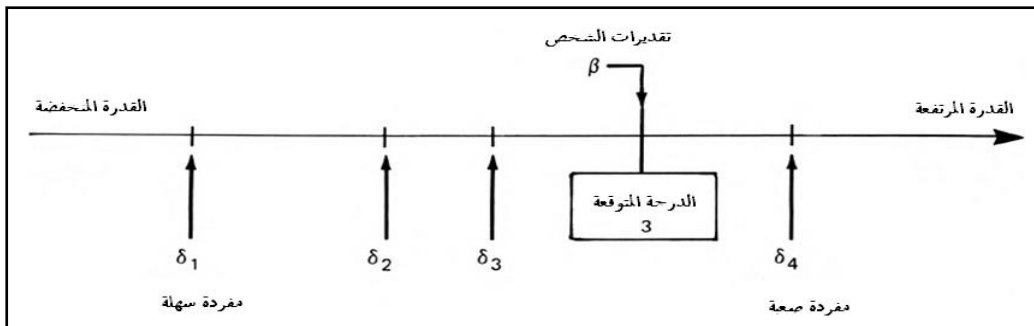 تقديرات الشخص
β
القدرة المنخفضة
القدرة المرتفعة
الدرجة المتوقعة
3
δ1
δ2
δ3
δ4
مفردة سهلة
مفردة صعبة